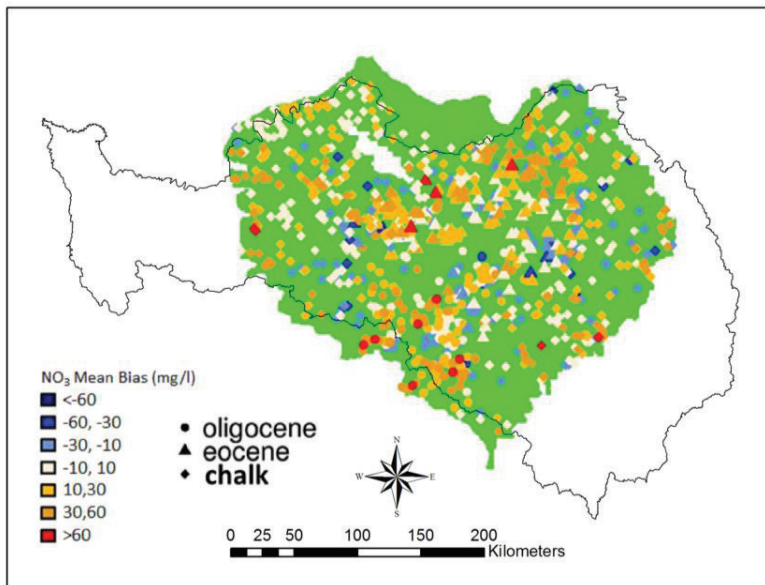 NO₃ Mean Bias (mg/l)
<-60
-60, -30
-30, -10
-10, 10
10,30
30,60
>60
oligocene
eocene
chalk
N
W E
S
0 25 50 100 150 200
Kilometers